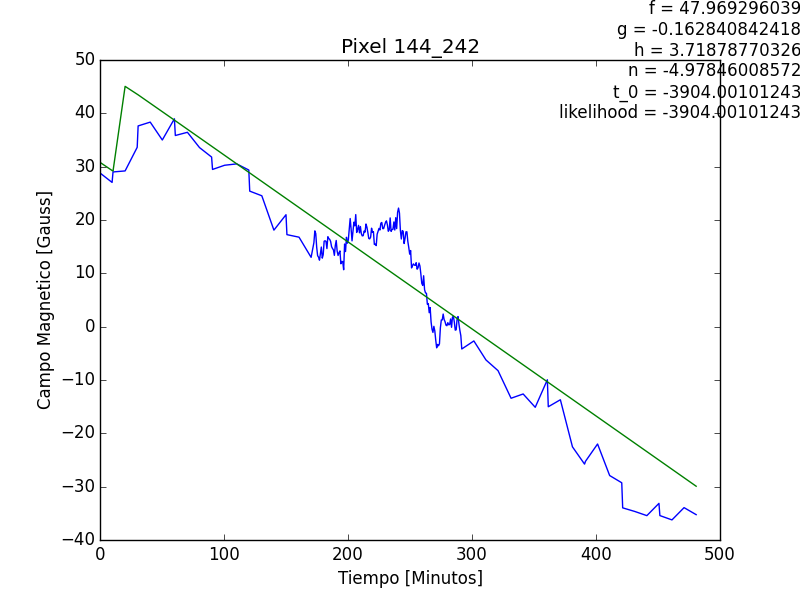 f = 47.969296039
g = -0.162840842418
h = 3.71878770326
n = -4.97846008572
t_0 = -3904.00101243
likelihood = -3904.00101243
Pixel 144_242
50
40
30
20
10
0
−10
−20
−30
−40
Campo Magnetico [Gauss]
0 100 200 300 400 500
Tiempo [Minutos]